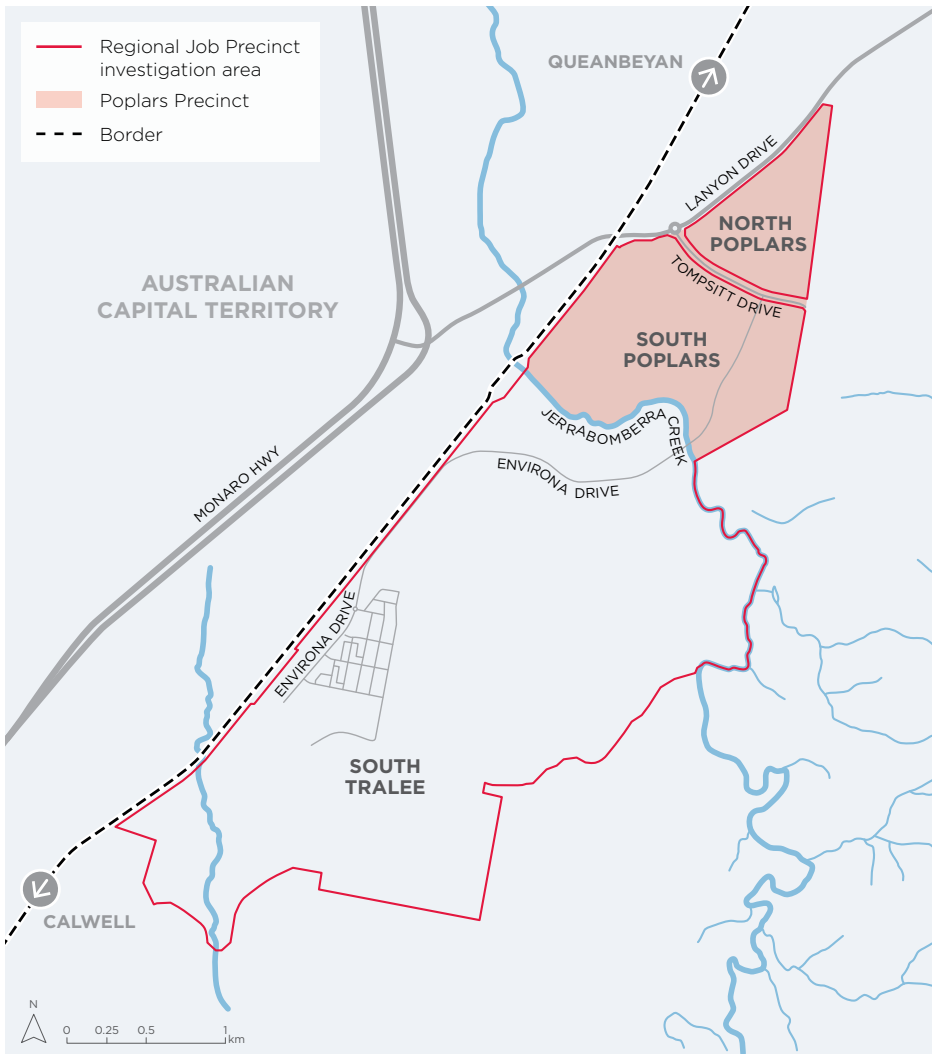 Regional Job Precinct
investigation area
Poplars Precinct
Border
QUEANBEYAN
LANYON DRIVE
NORTH
POPLARS
TOMPSITT DRIVE
AUSTRALIAN
CAPITAL TERRITORY
SOUTH
POPLARS
JERRABOMBERRA
CREEK
ENVIRONA DRIVE
MONARO HWY
ENVIRONA DRIVE
SOUTH
TRALEE
CALWELL
N
0 0.25 0.5 1
km